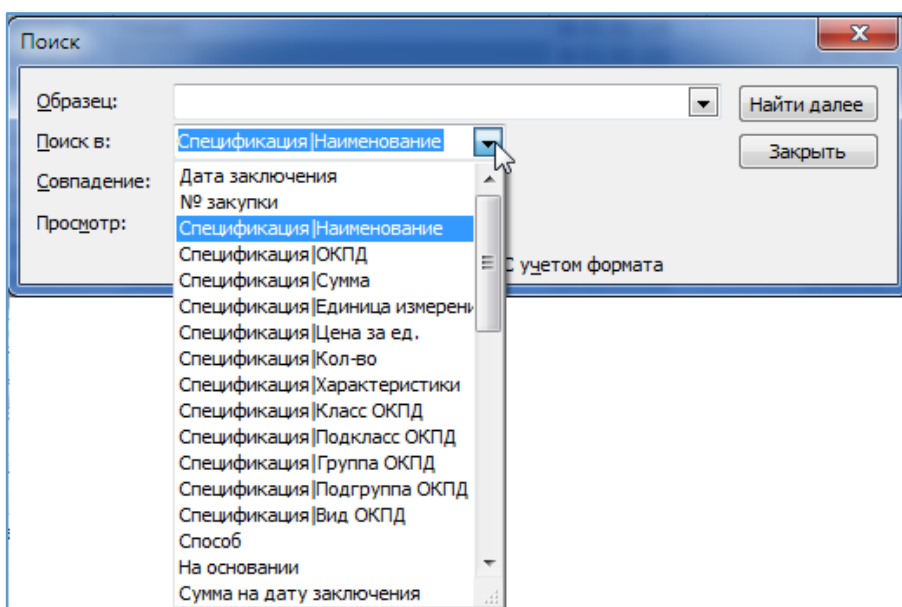 Поиск
Образец:
Найти далее
Поиск в: Спецификация|Наименование
Закрыть
Совпадение:
Просмотр:
Дата заключения
№ закупки
Спецификация|Наименование
Спецификация|ОКПД
Спецификация|Сумма
Спецификация|Единица измерени
Спецификация|Цена за ед.
Спецификация|Кол-во
Спецификация|Характеристики
Спецификация|Класс ОКПД
Спецификация|Подкласс ОКПД
Спецификация|Группа ОКПД
Спецификация|Подгруппа ОКПД
Спецификация|Вид ОКПД
Способ
На основании
Сумма на дату заключения
С учетом формата